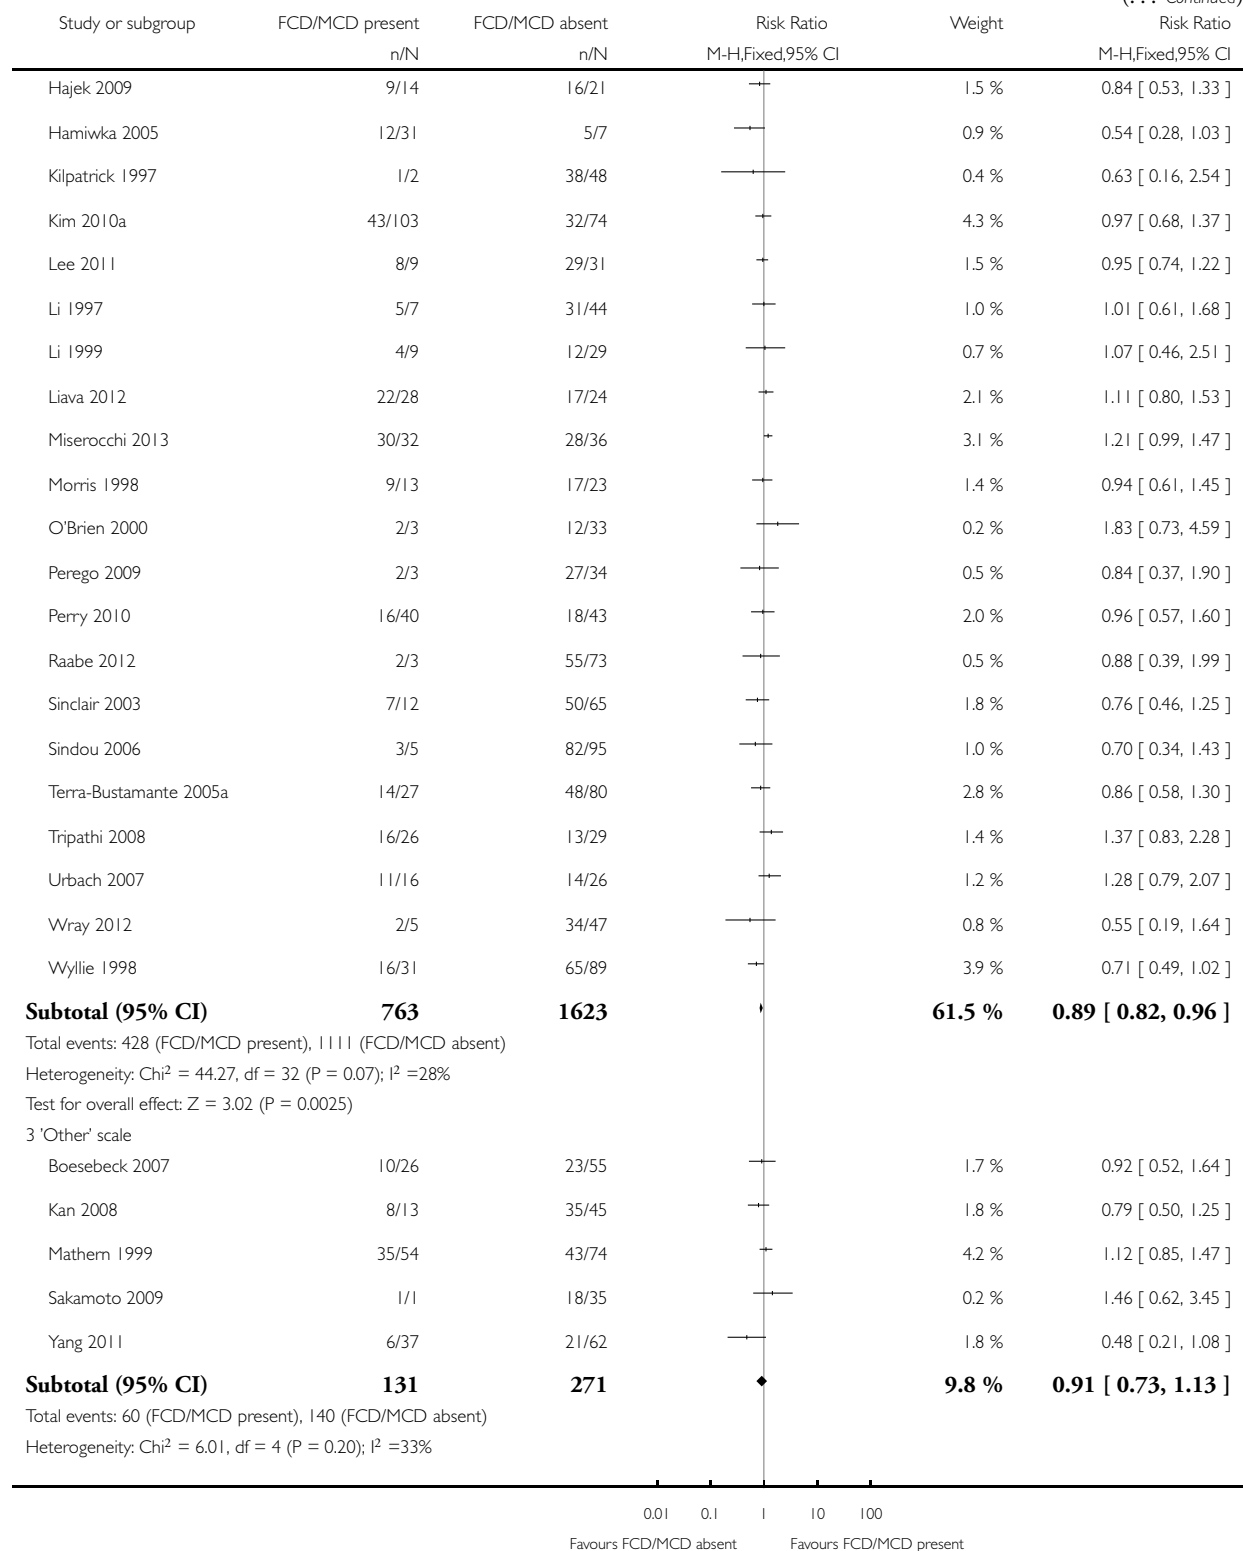 (. . . Continued)
Study or subgroup FCD/MCD present FCD/MCD absent Risk Ratio Weight Risk Ratio
n/N n/N M-H,Fixed,95% CI M-H,Fixed,95% CI
Hajek 2009 9/14 16/21 1.5 % 0.84 [ 0.53, 1.33 ]
Hamiwka 2005 12/31 5/7 0.9 % 0.54 [ 0.28, 1.03 ]
Kilpatrick 1997 1/2 38/48 0.4 % 0.63 [ 0.16, 2.54 ]
Kim 2010a 43/103 32/74 4.3 % 0.97 [ 0.68, 1.37 ]
Lee 2011 8/9 29/31 1.5 % 0.95 [ 0.74, 1.22 ]
Li 1997 5/7 31/44 1.0 % 1.01 [ 0.61, 1.68 ]
Li 1999 4/9 12/29 0.7 % 1.07 [ 0.46, 2.51 ]
Liava 2012 22/28 17/24 2.1 % 1.11 [ 0.80, 1.53 ]
Miserocchi 2013 30/32 28/36 3.1 % 1.21 [ 0.99, 1.47 ]
Morris 1998 9/13 17/23 1.4 % 0.94 [ 0.61, 1.45 ]
O'Brien 2000 2/3 12/33 0.2 % 1.83 [ 0.73, 4.59 ]
Perego 2009 2/3 27/34 0.5 % 0.84 [ 0.37, 1.90 ]
Perry 2010 16/40 18/43 2.0 % 0.96 [ 0.57, 1.60 ]
Raabe 2012 2/3 55/73 0.5 % 0.88 [ 0.39, 1.99 ]
Sinclair 2003 7/12 50/65 1.8 % 0.76 [ 0.46, 1.25 ]
Sindou 2006 3/5 82/95 1.0 % 0.70 [ 0.34, 1.43 ]
Terra-Bustamante 2005a 14/27 48/80 2.8 % 0.86 [ 0.58, 1.30 ]
Tripathi 2008 16/26 13/29 1.4 % 1.37 [ 0.83, 2.28 ]
Urbach 2007 11/16 14/26 1.2 % 1.28 [ 0.79, 2.07 ]
Wray 2012 2/5 34/47 0.8 % 0.55 [ 0.19, 1.64 ]
Wyllie 1998 16/31 65/89 3.9 % 0.71 [ 0.49, 1.02 ]
Subtotal (95% CI) 763 1623 61.5 % 0.89 [ 0.82, 0.96 ]
Total events: 428 (FCD/MCD present), 1111 (FCD/MCD absent)
Heterogeneity: Chi² = 44.27, df = 32 (P = 0.07); I² =28%
Test for overall effect: Z = 3.02 (P = 0.0025)
3 'Other' scale
Boesebeck 2007 10/26 23/55 1.7 % 0.92 [ 0.52, 1.64 ]
Kan 2008 8/13 35/45 1.8 % 0.79 [ 0.50, 1.25 ]
Mathern 1999 35/54 43/74 4.2 % 1.12 [ 0.85, 1.47 ]
Sakamoto 2009 1/1 18/35 0.2 % 1.46 [ 0.62, 3.45 ]
Yang 2011 6/37 21/62 1.8 % 0.48 [ 0.21, 1.08 ]
Subtotal (95% CI) 131 271 9.8 % 0.91 [ 0.73, 1.13 ]
Total events: 60 (FCD/MCD present), 140 (FCD/MCD absent)
Heterogeneity: Chi² = 6.01, df = 4 (P = 0.20); I² =33%
0.01 0.1 1 10 100
Favours FCD/MCD absent Favours FCD/MCD present